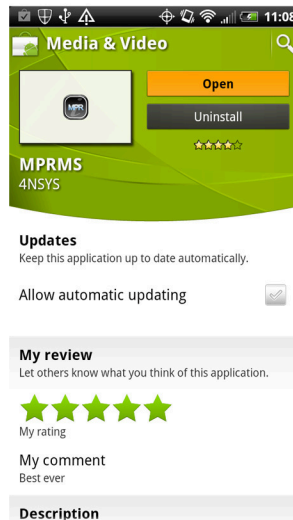 11:08
Media & Video
Open
Uninstall
MPR
MPRMS
4NSYS
Updates
Keep this application up to date automatically.
Allow automatic updating
My review
Let others know what you think of this application.
My rating
My comment
Best ever
Description